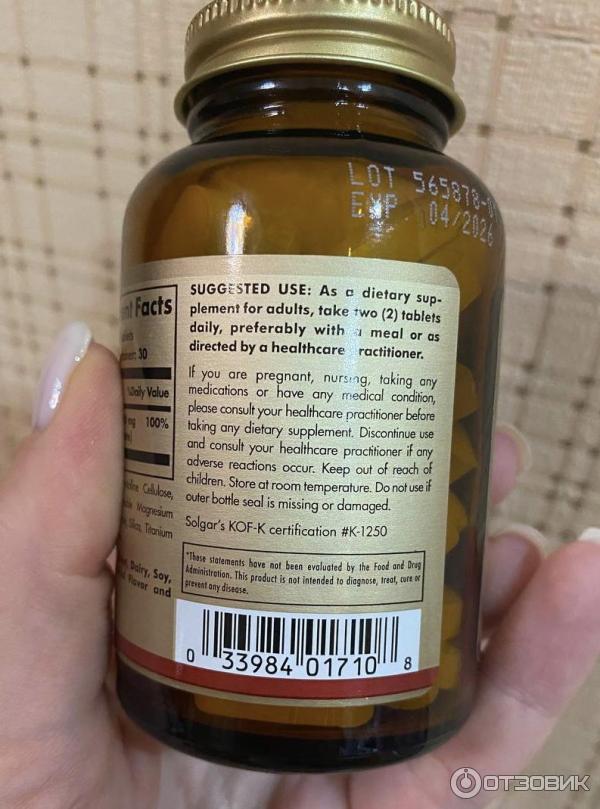 LOT 565878-0
EXP 04/2026
Facts
30
%Daily Value
mg 100%
Cellulose,
Magnesium
Silica, Titanium
Dairy, Soy,
Flavor and
SUGGESTED USE: As a dietary sup-
plement for adults, take two (2) tablets
daily, preferably with a meal or as
directed by a healthcare practitioner.
If you are pregnant, nursing, taking any
medications or have any medical condition,
please consult your healthcare practitioner before
taking any dietary supplement. Discontinue use
and consult your healthcare practitioner if any
adverse reactions occur. Keep out of reach of
children. Store at room temperature. Do not use if
outer bottle seal is missing or damaged.
Solgar's KOF-K certification #K-1250
*These statements have not been evaluated by the Food and Drug
Administration. This product is not intended to diagnose, treat, cure or
prevent any disease.
0 33984 01710 8
ОТЗОВИК